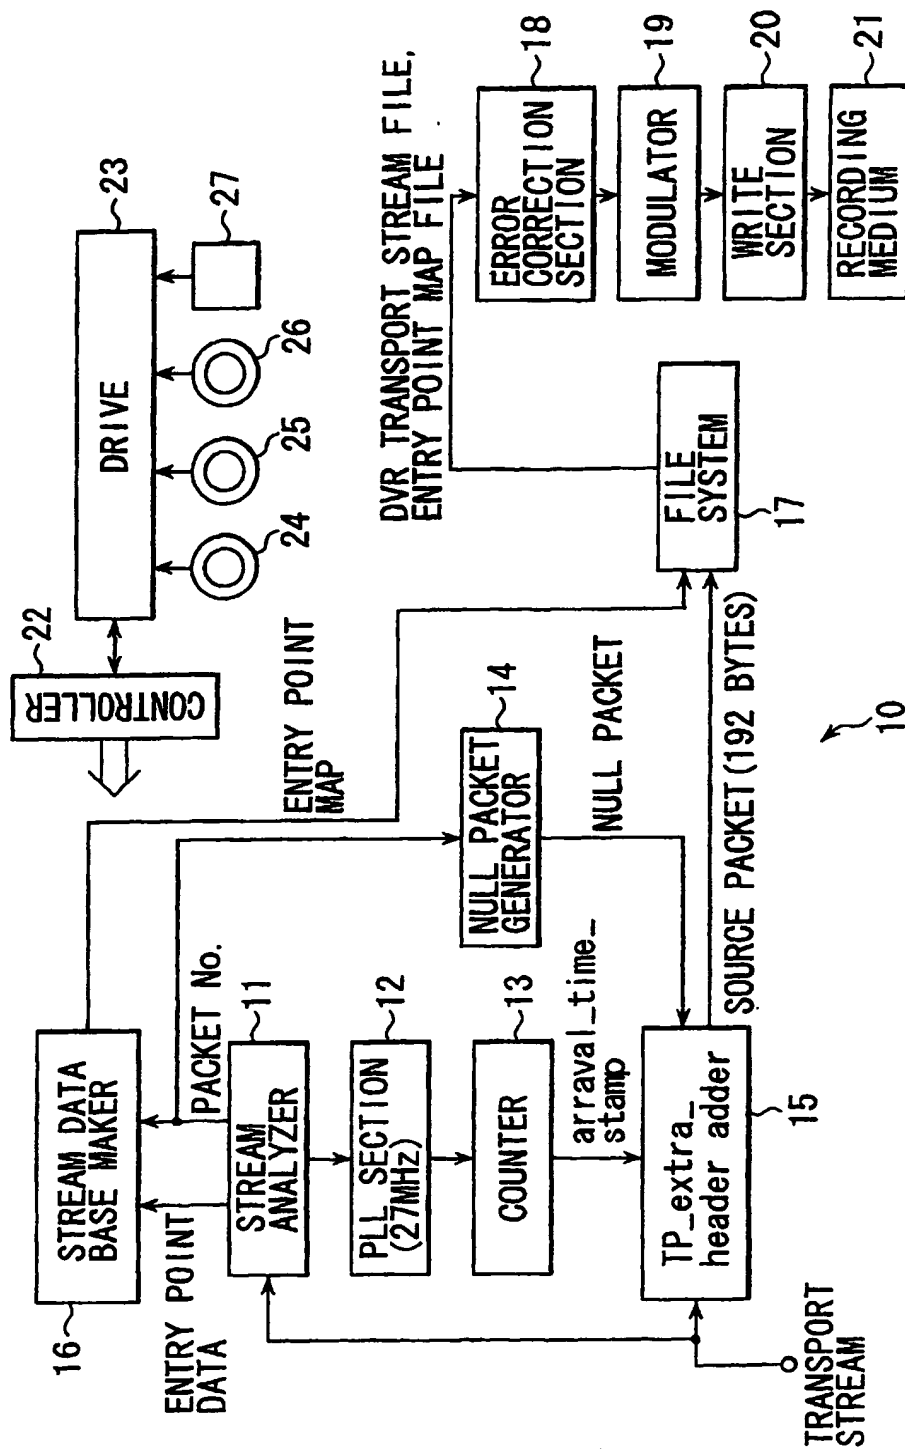 16
STREAM DATA
BASE MAKER
ENTRY POINT
DATA
PACKET No.
STREAM
ANALYZER
11
PLL SECTION
(27MHz)
12
COUNTER
13
arraval_time_
stamp
TP_extra_
header adder
15
TRANSPORT
STREAM
NULL PACKET
GENERATOR
14
NULL PACKET
ENTRY POINT
MAP
SOURCE PACKET(192 BYTES)
10
CONTROLLER
22
DRIVE
23
24
25
26
27
FILE
SYSTEM
17
DVR TRANSPORT STREAM FILE,
ENTRY POINT MAP FILE
ERROR
CORRECTION
SECTION
18
MODULATOR
19
WRITE
SECTION
20
RECORDING
MEDIUM
21